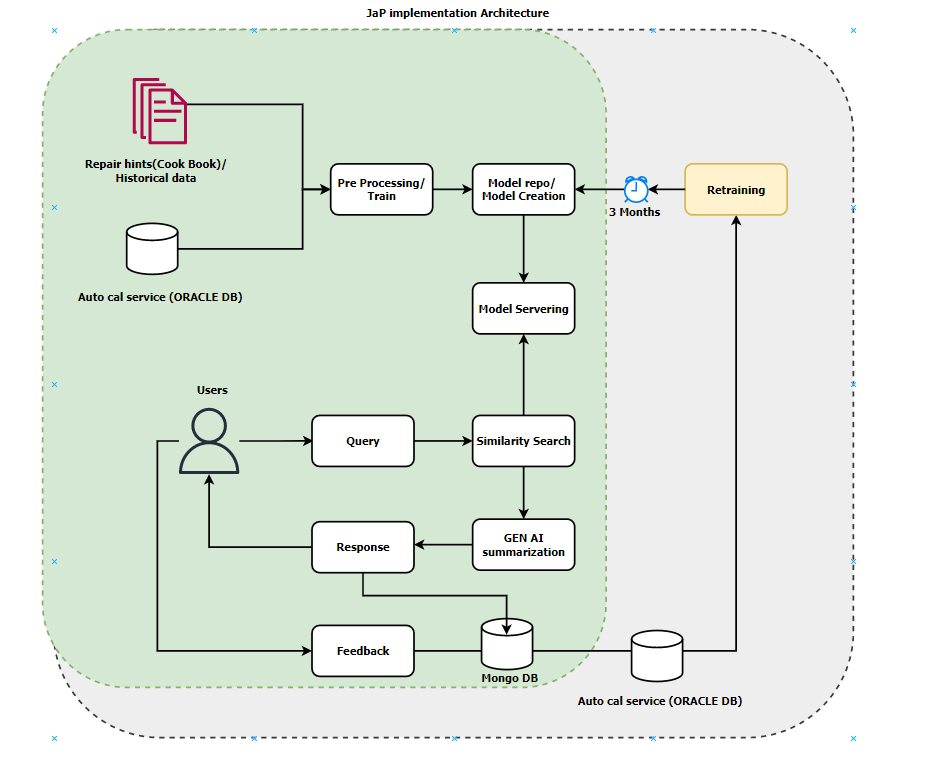 JaP implementation Architecture
Repair hints(Cook Book)/
Historical data
Pre Processing/
Train
Model repo/
Model Creation
3 Months
Retraining
Auto cal service (ORACLE DB)
Model Servering
Users
Query
Similarity Search
Response
GEN AI
summarization
Feedback
Mongo DB
Auto cal service (ORACLE DB)